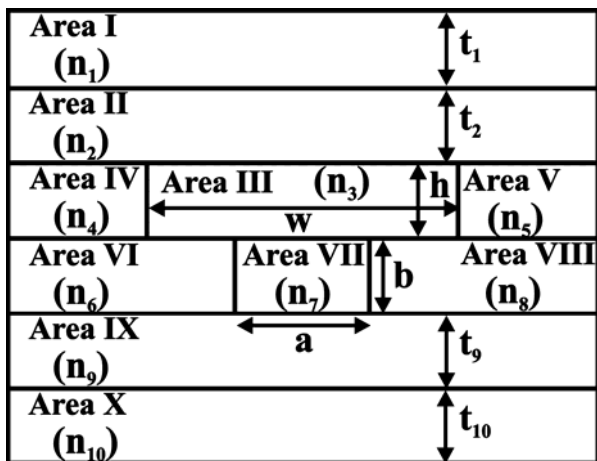 Area I
(n₁)
t₁
Area II
(n₂)
t₂
Area IV
(n₄)
Area III (n₃)
w
h
Area V
(n₅)
Area VI
(n₆)
Area VII
(n₇)
b
a
Area VIII
(n₈)
Area IX
(n₉)
t₉
Area X
(n₁₀)
t₁₀